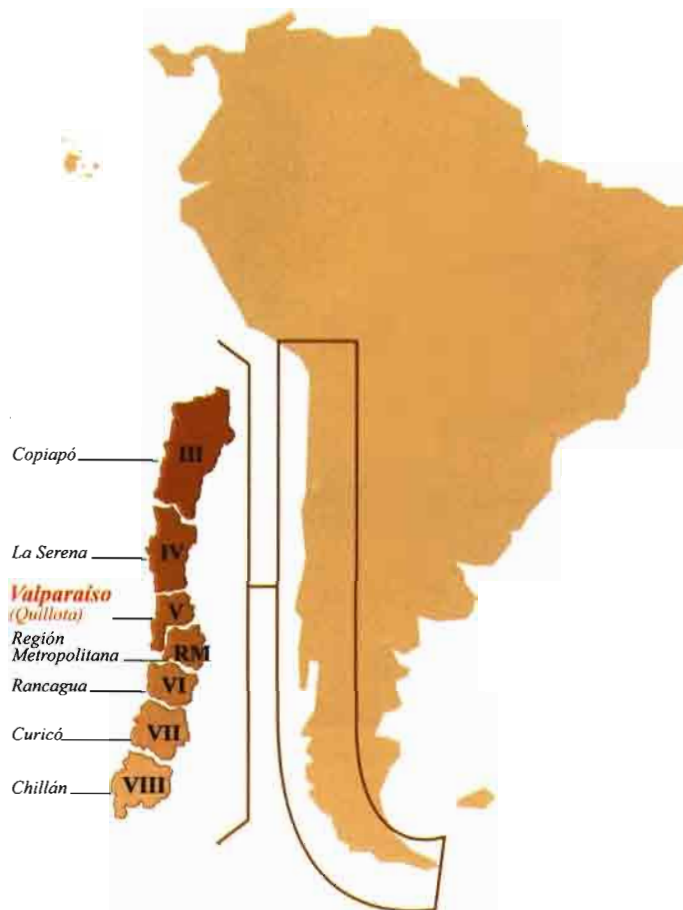 Copiapó
III
La Serena
IV
Valparaíso
(Quillota)
V
Región
Metropolitana
RM
Rancagua
VI
Curicó
VII
Chillán
VIII